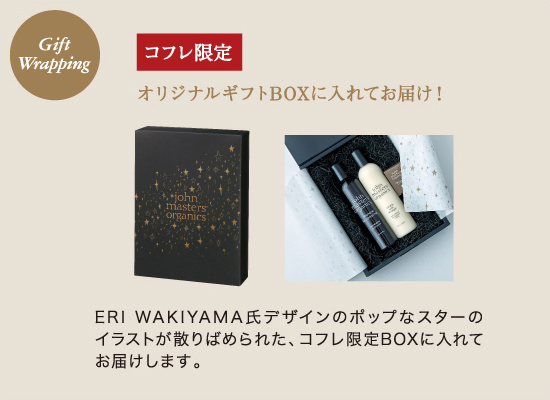 Gift
Wrapping
コフレ限定
オリジナルギフトBOXに入れてお届け！
john
masters
organics
ERI WAKIYAMA氏デザインのポップなスターの
イラストが散りばめられた、コフレ限定BOXに入れて
お届けします。